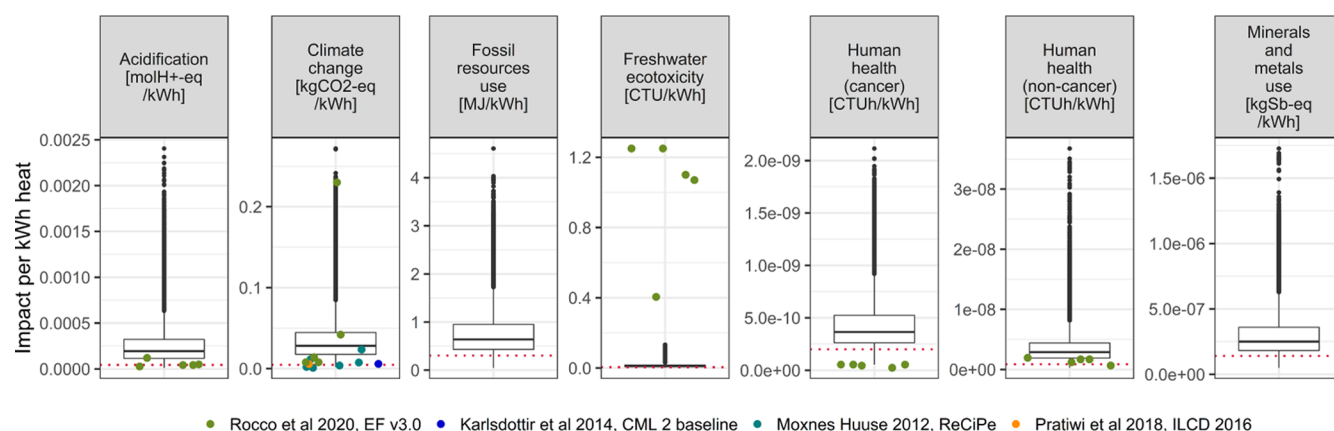 Acidification
[molH+-eq
/kWh]
Climate
change
[kgCO2-eq
/kWh]
Fossil
resources
use
[MJ/kWh]
Freshwater
ecotoxicity
[CTU/kWh]
Human
health
(cancer)
[CTUh/kWh]
Human
health
(non-cancer)
[CTUh/kWh]
Minerals
and
metals
use
[kgSb-eq
/kWh]
Impact per kWh heat
0.0025
0.0020
0.0015
0.0010
0.0005
0.0000
0.2
0.1
0.0
4
3
2
1
0
1.2
0.8
0.4
0.0
2.0e-09
1.5e-09
1.0e-09
5.0e-10
0.0e+00
3e-08
2e-08
1e-08
0e+00
1.5e-06
1.0e-06
5.0e-07
0.0e+00
Rocco et al 2020, EF v3.0
Karlsdottir et al 2014, CML 2 baseline
Moxnes Huuse 2012, ReCiPe
Pratiwi et al 2018, ILCD 2016